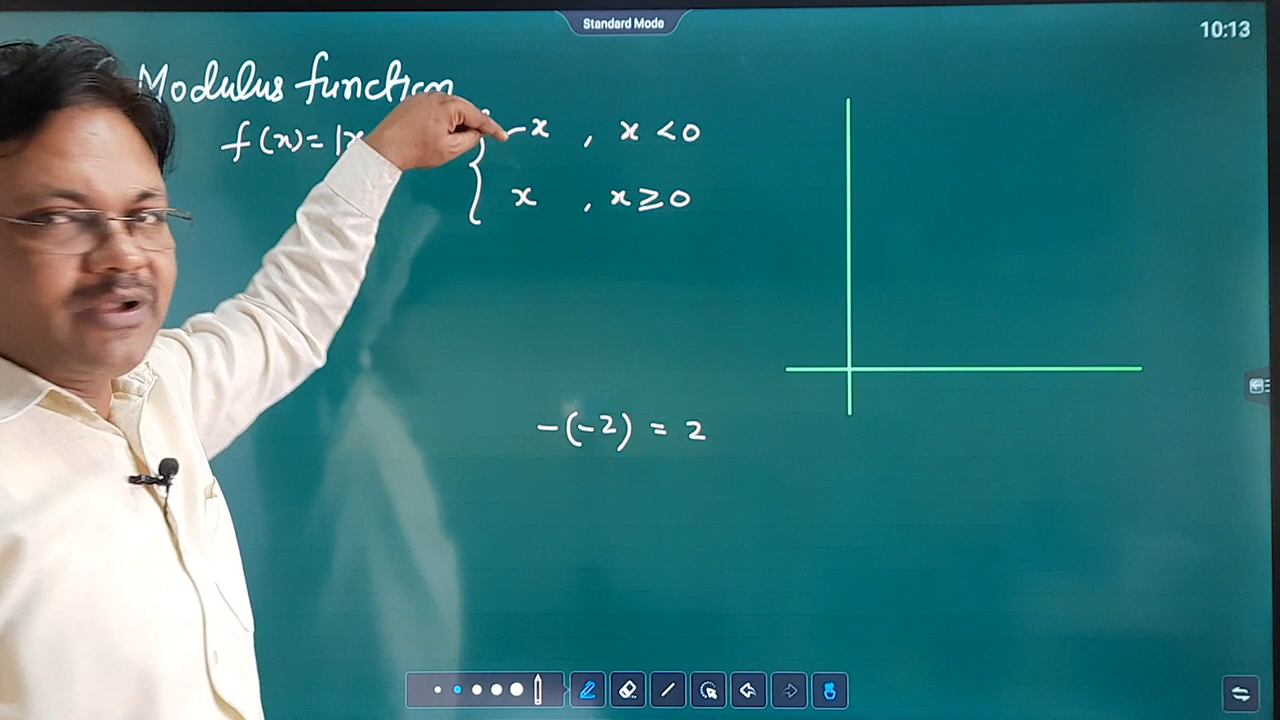 Standard Mode
10:13
Modulus function
f(x) = |x
{ -x , x < 0
x , x ≥ 0
-(-2) = 2